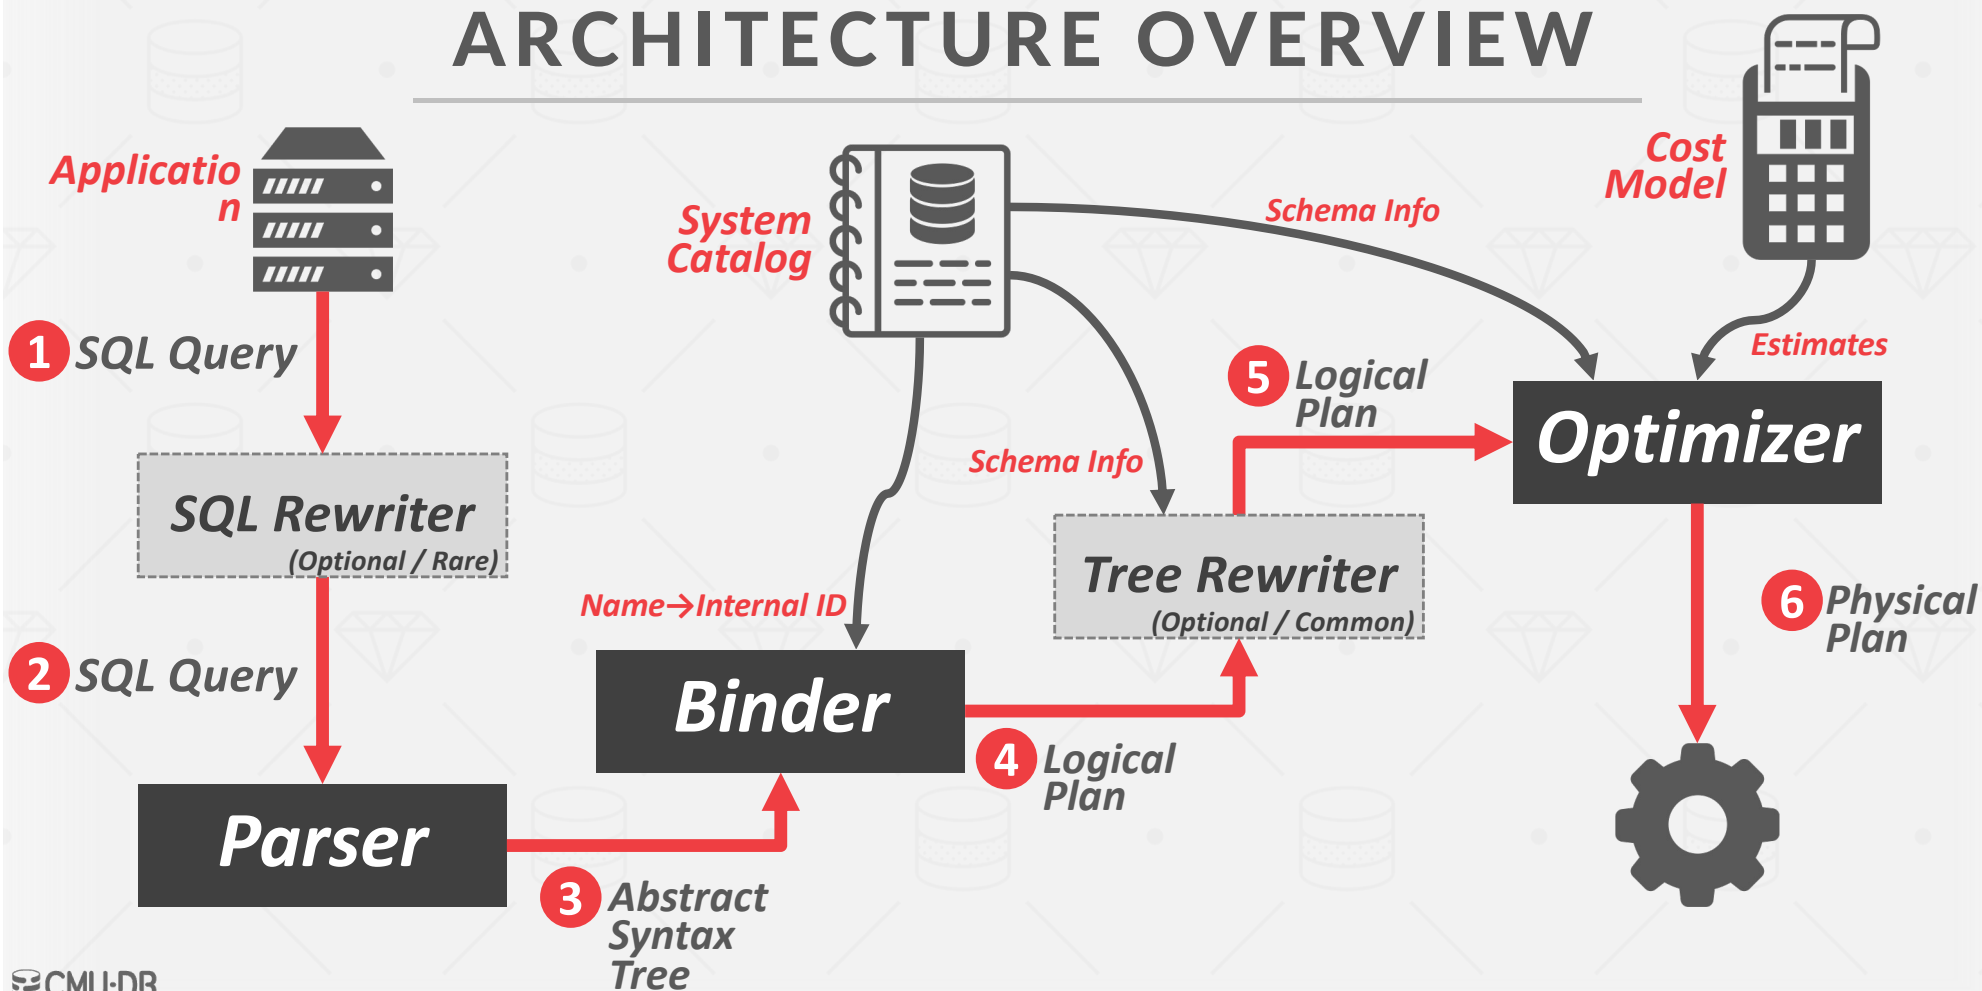 ARCHITECTURE OVERVIEW
Applicatio
n
System
Catalog
Schema Info
Cost
Model
1 SQL Query
Estimates
5 Logical
Plan
Optimizer
Schema Info
SQL Rewriter
(Optional / Rare)
Tree Rewriter
(Optional / Common)
Name→Internal ID
6 Physical
Plan
2 SQL Query
Binder
4 Logical
Plan
Parser
3 Abstract
Syntax
Tree
CMU·DB